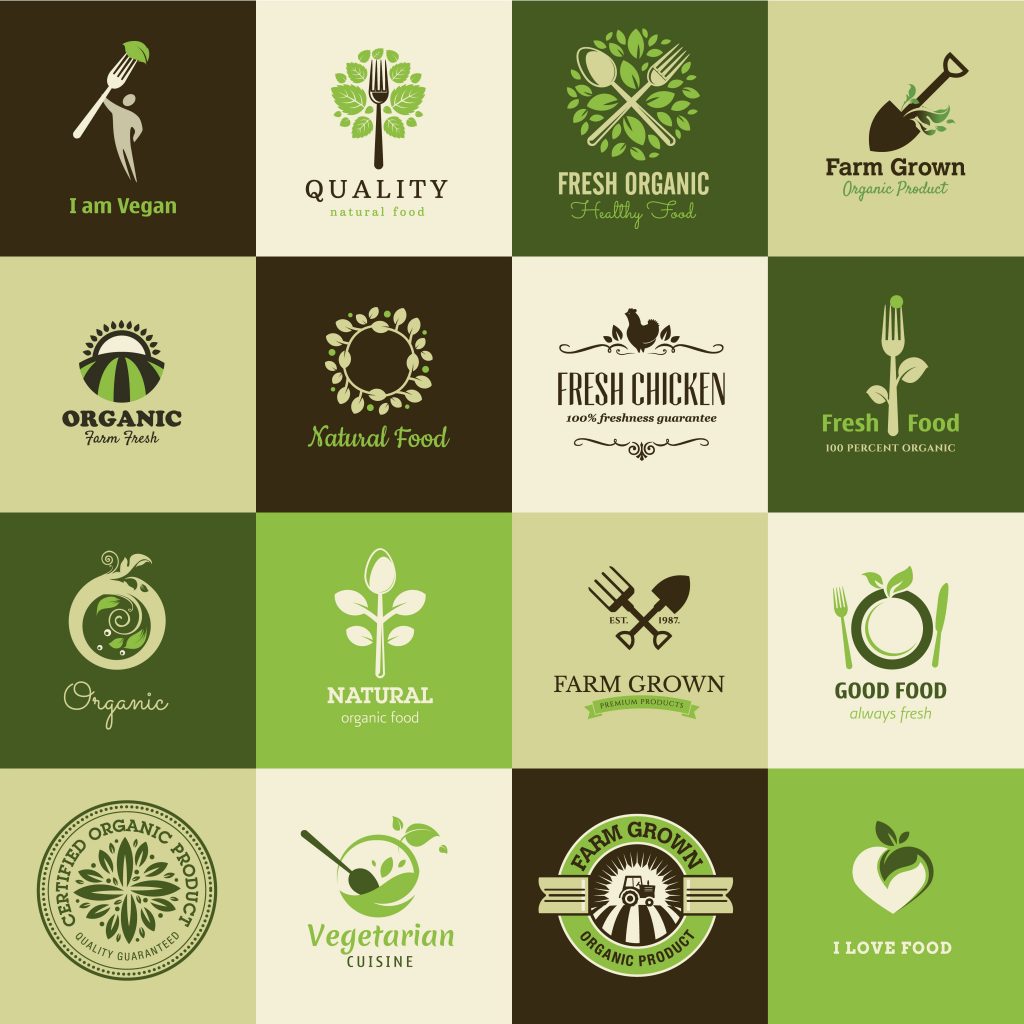 I am Vegan
QUALITY
natural food
FRESH ORGANIC
Healthy Food
Farm Grown
Organic Product
ORGANIC
Farm Fresh
Natural Food
FRESH CHICKEN
100% freshness guarantee
Fresh Food
100 PERCENT ORGANIC
Organic
NATURAL
organic food
EST. 1987.
FARM GROWN
PREMIUM PRODUCTS
GOOD FOOD
always fresh
CERTIFIED ORGANIC PRODUCT
QUALITY GUARANTEED
Vegetarian
CUISINE
FARM GROWN
ORGANIC PRODUCT
I LOVE FOOD